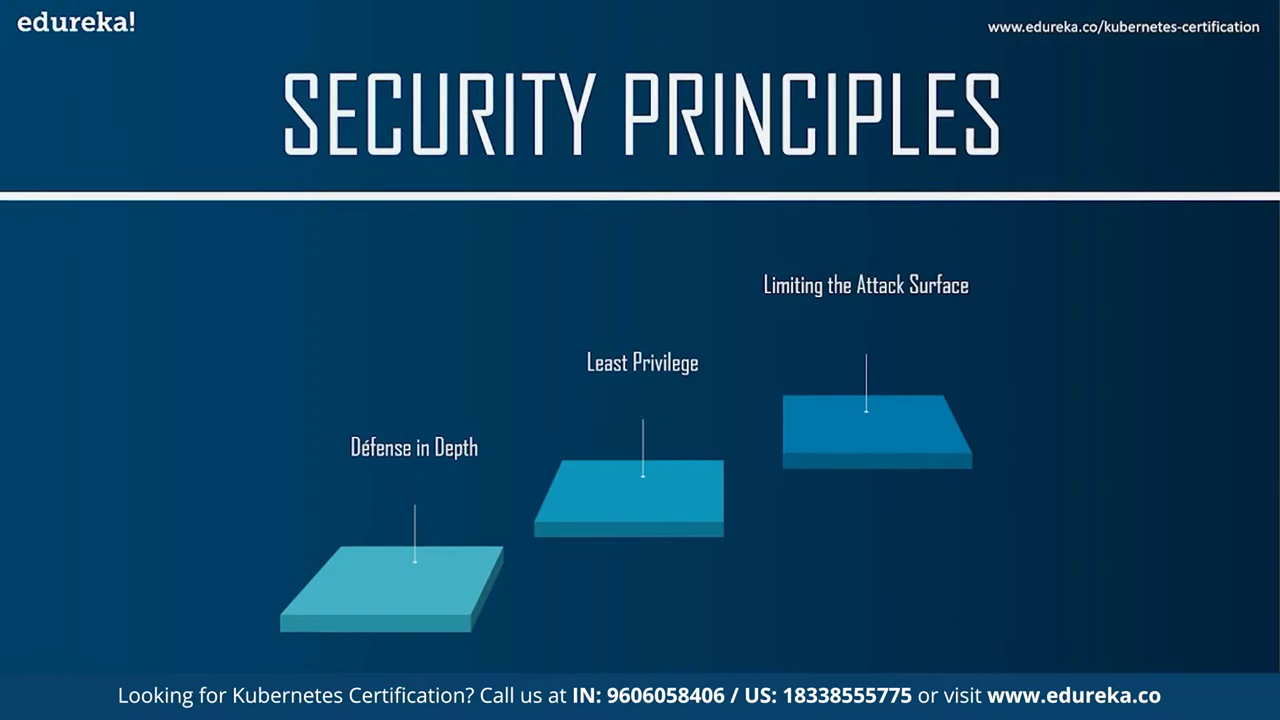 edureka!
www.edureka.co/kubernetes-certification
SECURITY PRINCIPLES
Limiting the Attack Surface
Least Privilege
Défense in Depth
Looking for Kubernetes Certification? Call us at IN: 9606058406 / US: 18338555775 or visit www.edureka.co